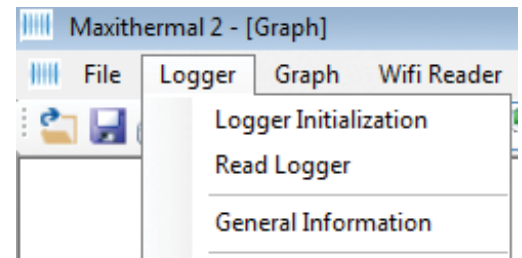 Maxithermal 2 - [Graph]
File Logger Graph Wifi Reader
Logger Initialization
Read Logger
General Information